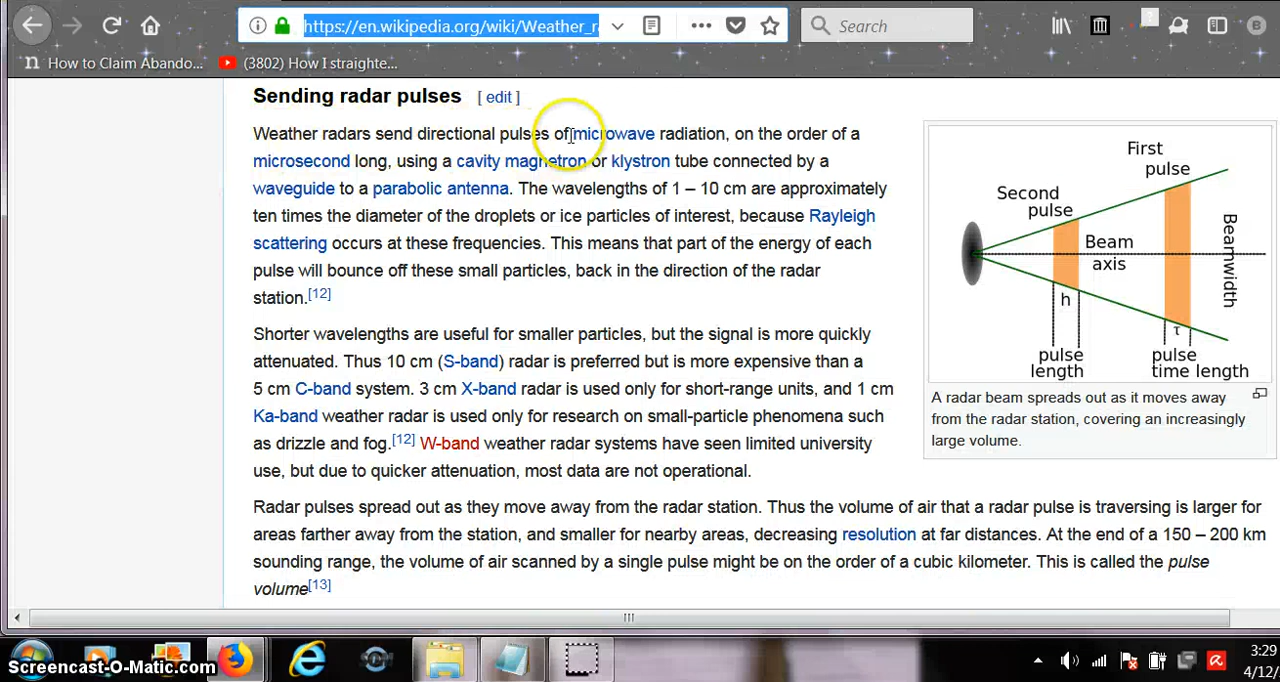 https://en.wikipedia.org/wiki/Weather_r
Search
How to Claim Abando...
(3802) How I straighte...
Sending radar pulses [ edit ]
Weather radars send directional pulses of microwave radiation, on the order of a
microsecond long, using a cavity magnetron or klystron tube connected by a
waveguide to a parabolic antenna. The wavelengths of 1 – 10 cm are approximately
ten times the diameter of the droplets or ice particles of interest, because Rayleigh
scattering occurs at these frequencies. This means that part of the energy of each
pulse will bounce off these small particles, back in the direction of the radar
station.[12]
Shorter wavelengths are useful for smaller particles, but the signal is more quickly
attenuated. Thus 10 cm (S-band) radar is preferred but is more expensive than a
5 cm C-band system. 3 cm X-band radar is used only for short-range units, and 1 cm
Ka-band weather radar is used only for research on small-particle phenomena such
as drizzle and fog.[12] W-band weather radar systems have seen limited university
use, but due to quicker attenuation, most data are not operational.
First
pulse
Second
pulse
Beam
axis
Beamwidth
h
τ
pulse
length
pulse
time length
A radar beam spreads out as it moves away
from the radar station, covering an increasingly
large volume.
Radar pulses spread out as they move away from the radar station. Thus the volume of air that a radar pulse is traversing is larger for
areas farther away from the station, and smaller for nearby areas, decreasing resolution at far distances. At the end of a 150 – 200 km
sounding range, the volume of air scanned by a single pulse might be on the order of a cubic kilometer. This is called the pulse
volume[13]
Screencast-O-Matic.com
3:29
4/12/